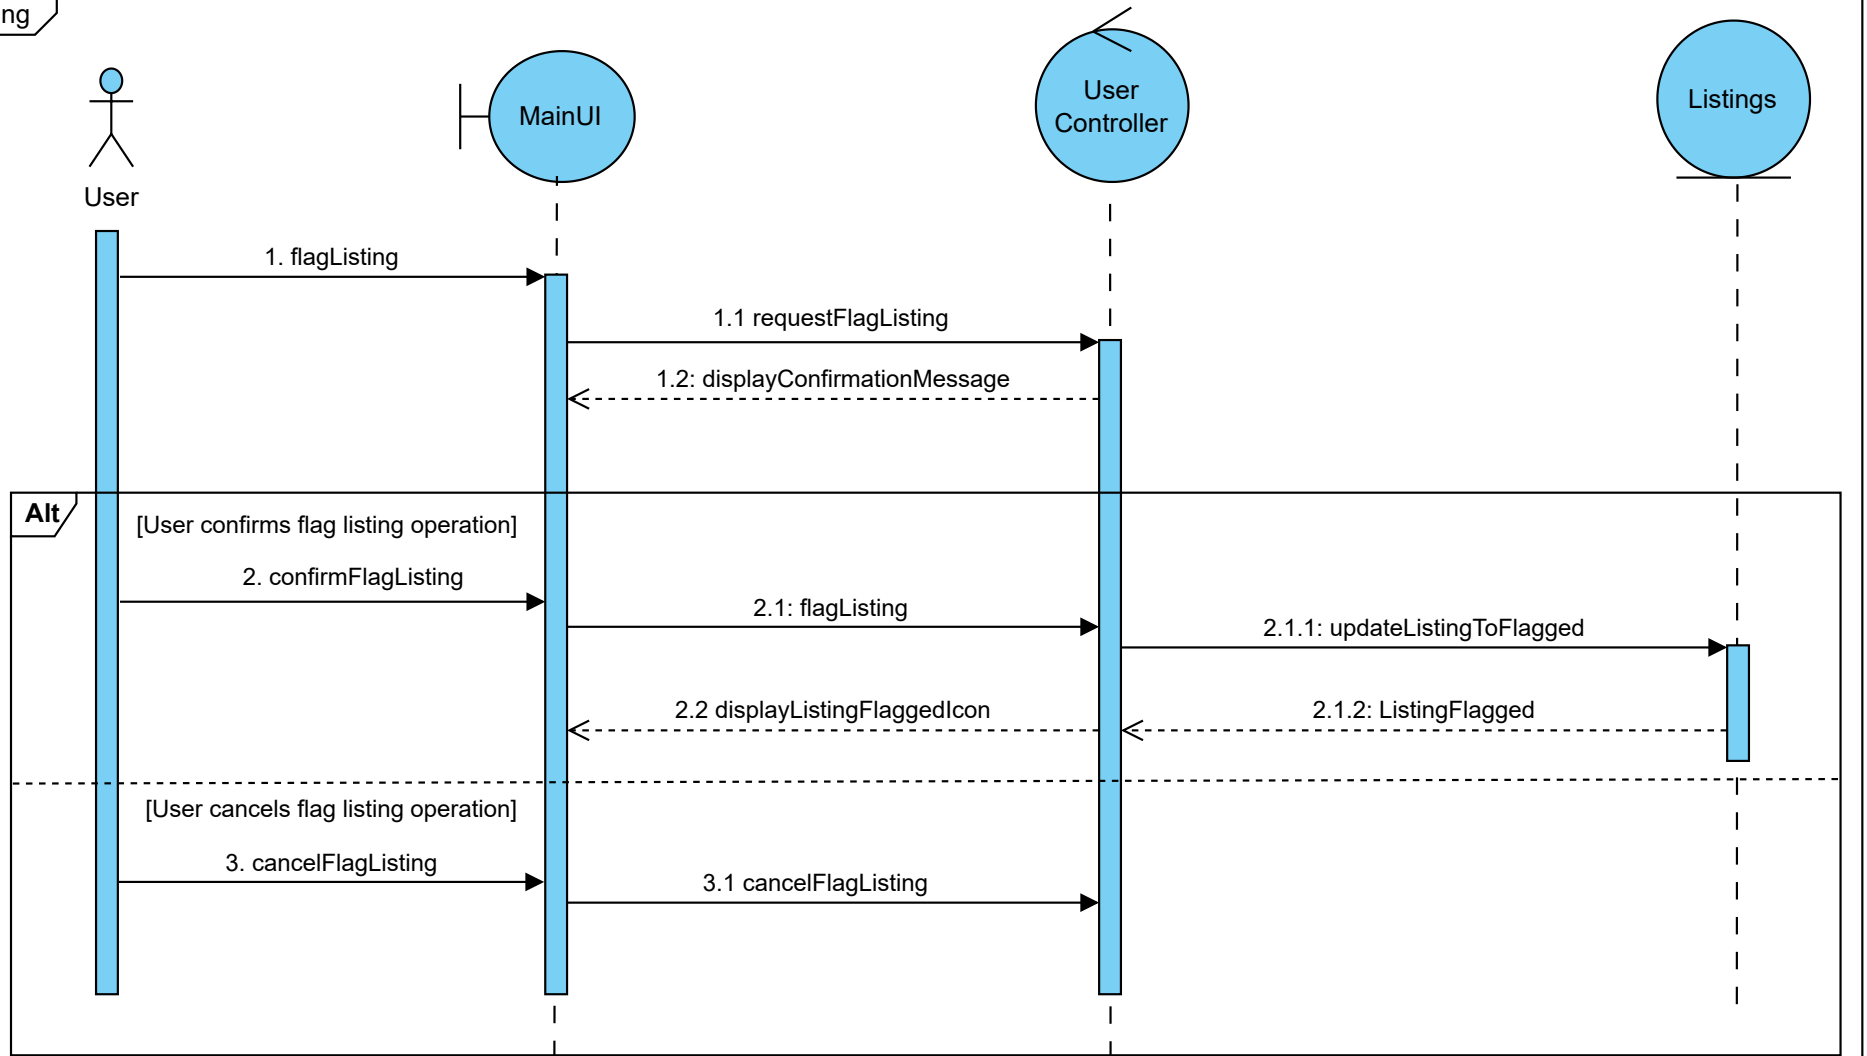 ng
User
MainUI
User
Controller
Listings
1. flagListing
1.1 requestFlagListing
1.2: displayConfirmationMessage
Alt
[User confirms flag listing operation]
2. confirmFlagListing
2.1: flagListing
2.1.1: updateListingToFlagged
2.2 displayListingFlaggedIcon
2.1.2: ListingFlagged
[User cancels flag listing operation]
3. cancelFlagListing
3.1 cancelFlagListing